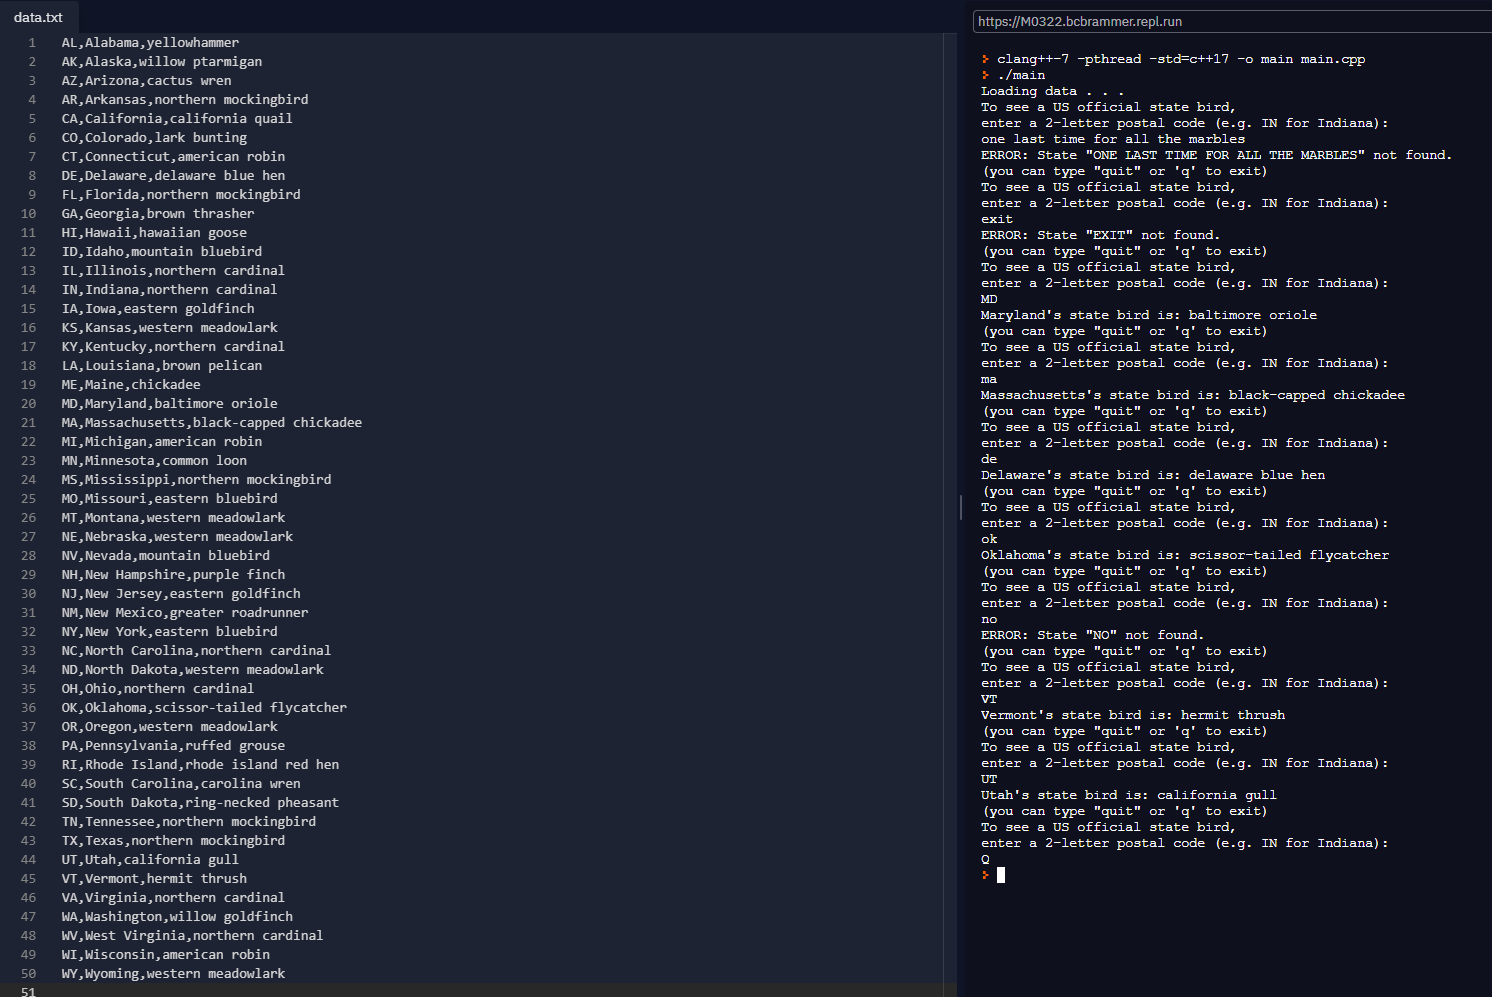 data.txt
1 AL,Alabama,yellowhammer
2 AK,Alaska,willow ptarmigan
3 AZ,Arizona,cactus wren
4 AR,Arkansas,northern mockingbird
5 CA,California,california quail
6 CO,Colorado,lark bunting
7 CT,Connecticut,american robin
8 DE,Delaware,delaware blue hen
9 FL,Florida,northern mockingbird
10 GA,Georgia,brown thrasher
11 HI,Hawaii,hawaiian goose
12 ID,Idaho,mountain bluebird
13 IL,Illinois,northern cardinal
14 IN,Indiana,northern cardinal
15 IA,Iowa,eastern goldfinch
16 KS,Kansas,western meadowlark
17 KY,Kentucky,northern cardinal
18 LA,Louisiana,brown pelican
19 ME,Maine,chickadee
20 MD,Maryland,baltimore oriole
21 MA,Massachusetts,black-capped chickadee
22 MI,Michigan,american robin
23 MN,Minnesota,common loon
24 MS,Mississippi,northern mockingbird
25 MO,Missouri,eastern bluebird
26 MT,Montana,western meadowlark
27 NE,Nebraska,western meadowlark
28 NV,Nevada,mountain bluebird
29 NH,New Hampshire,purple finch
30 NJ,New Jersey,eastern goldfinch
31 NM,New Mexico,greater roadrunner
32 NY,New York,eastern bluebird
33 NC,North Carolina,northern cardinal
34 ND,North Dakota,western meadowlark
35 OH,Ohio,northern cardinal
36 OK,Oklahoma,scissor-tailed flycatcher
37 OR,Oregon,western meadowlark
38 PA,Pennsylvania,ruffed grouse
39 RI,Rhode Island,rhode island red hen
40 SC,South Carolina,carolina wren
41 SD,South Dakota,ring-necked pheasant
42 TN,Tennessee,northern mockingbird
43 TX,Texas,northern mockingbird
44 UT,Utah,california gull
45 VT,Vermont,hermit thrush
46 VA,Virginia,northern cardinal
47 WA,Washington,willow goldfinch
48 WV,West Virginia,northern cardinal
49 WI,Wisconsin,american robin
50 WY,Wyoming,western meadowlark
51
https://M0322.bcbrammer.repl.run
> clang++-7 -pthread -std=c++17 -o main main.cpp
> ./main
Loading data . . .
To see a US official state bird,
enter a 2-letter postal code (e.g. IN for Indiana):
one last time for all the marbles
ERROR: State "ONE LAST TIME FOR ALL THE MARBLES" not found.
(you can type "quit" or 'q' to exit)
To see a US official state bird,
enter a 2-letter postal code (e.g. IN for Indiana):
exit
ERROR: State "EXIT" not found.
(you can type "quit" or 'q' to exit)
To see a US official state bird,
enter a 2-letter postal code (e.g. IN for Indiana):
MD
Maryland's state bird is: baltimore oriole
(you can type "quit" or 'q' to exit)
To see a US official state bird,
enter a 2-letter postal code (e.g. IN for Indiana):
ma
Massachusetts's state bird is: black-capped chickadee
(you can type "quit" or 'q' to exit)
To see a US official state bird,
enter a 2-letter postal code (e.g. IN for Indiana):
de
Delaware's state bird is: delaware blue hen
(you can type "quit" or 'q' to exit)
To see a US official state bird,
enter a 2-letter postal code (e.g. IN for Indiana):
ok
Oklahoma's state bird is: scissor-tailed flycatcher
(you can type "quit" or 'q' to exit)
To see a US official state bird,
enter a 2-letter postal code (e.g. IN for Indiana):
no
ERROR: State "NO" not found.
(you can type "quit" or 'q' to exit)
To see a US official state bird,
enter a 2-letter postal code (e.g. IN for Indiana):
VT
Vermont's state bird is: hermit thrush
(you can type "quit" or 'q' to exit)
To see a US official state bird,
enter a 2-letter postal code (e.g. IN for Indiana):
UT
Utah's state bird is: california gull
(you can type "quit" or 'q' to exit)
To see a US official state bird,
enter a 2-letter postal code (e.g. IN for Indiana):
Q
>